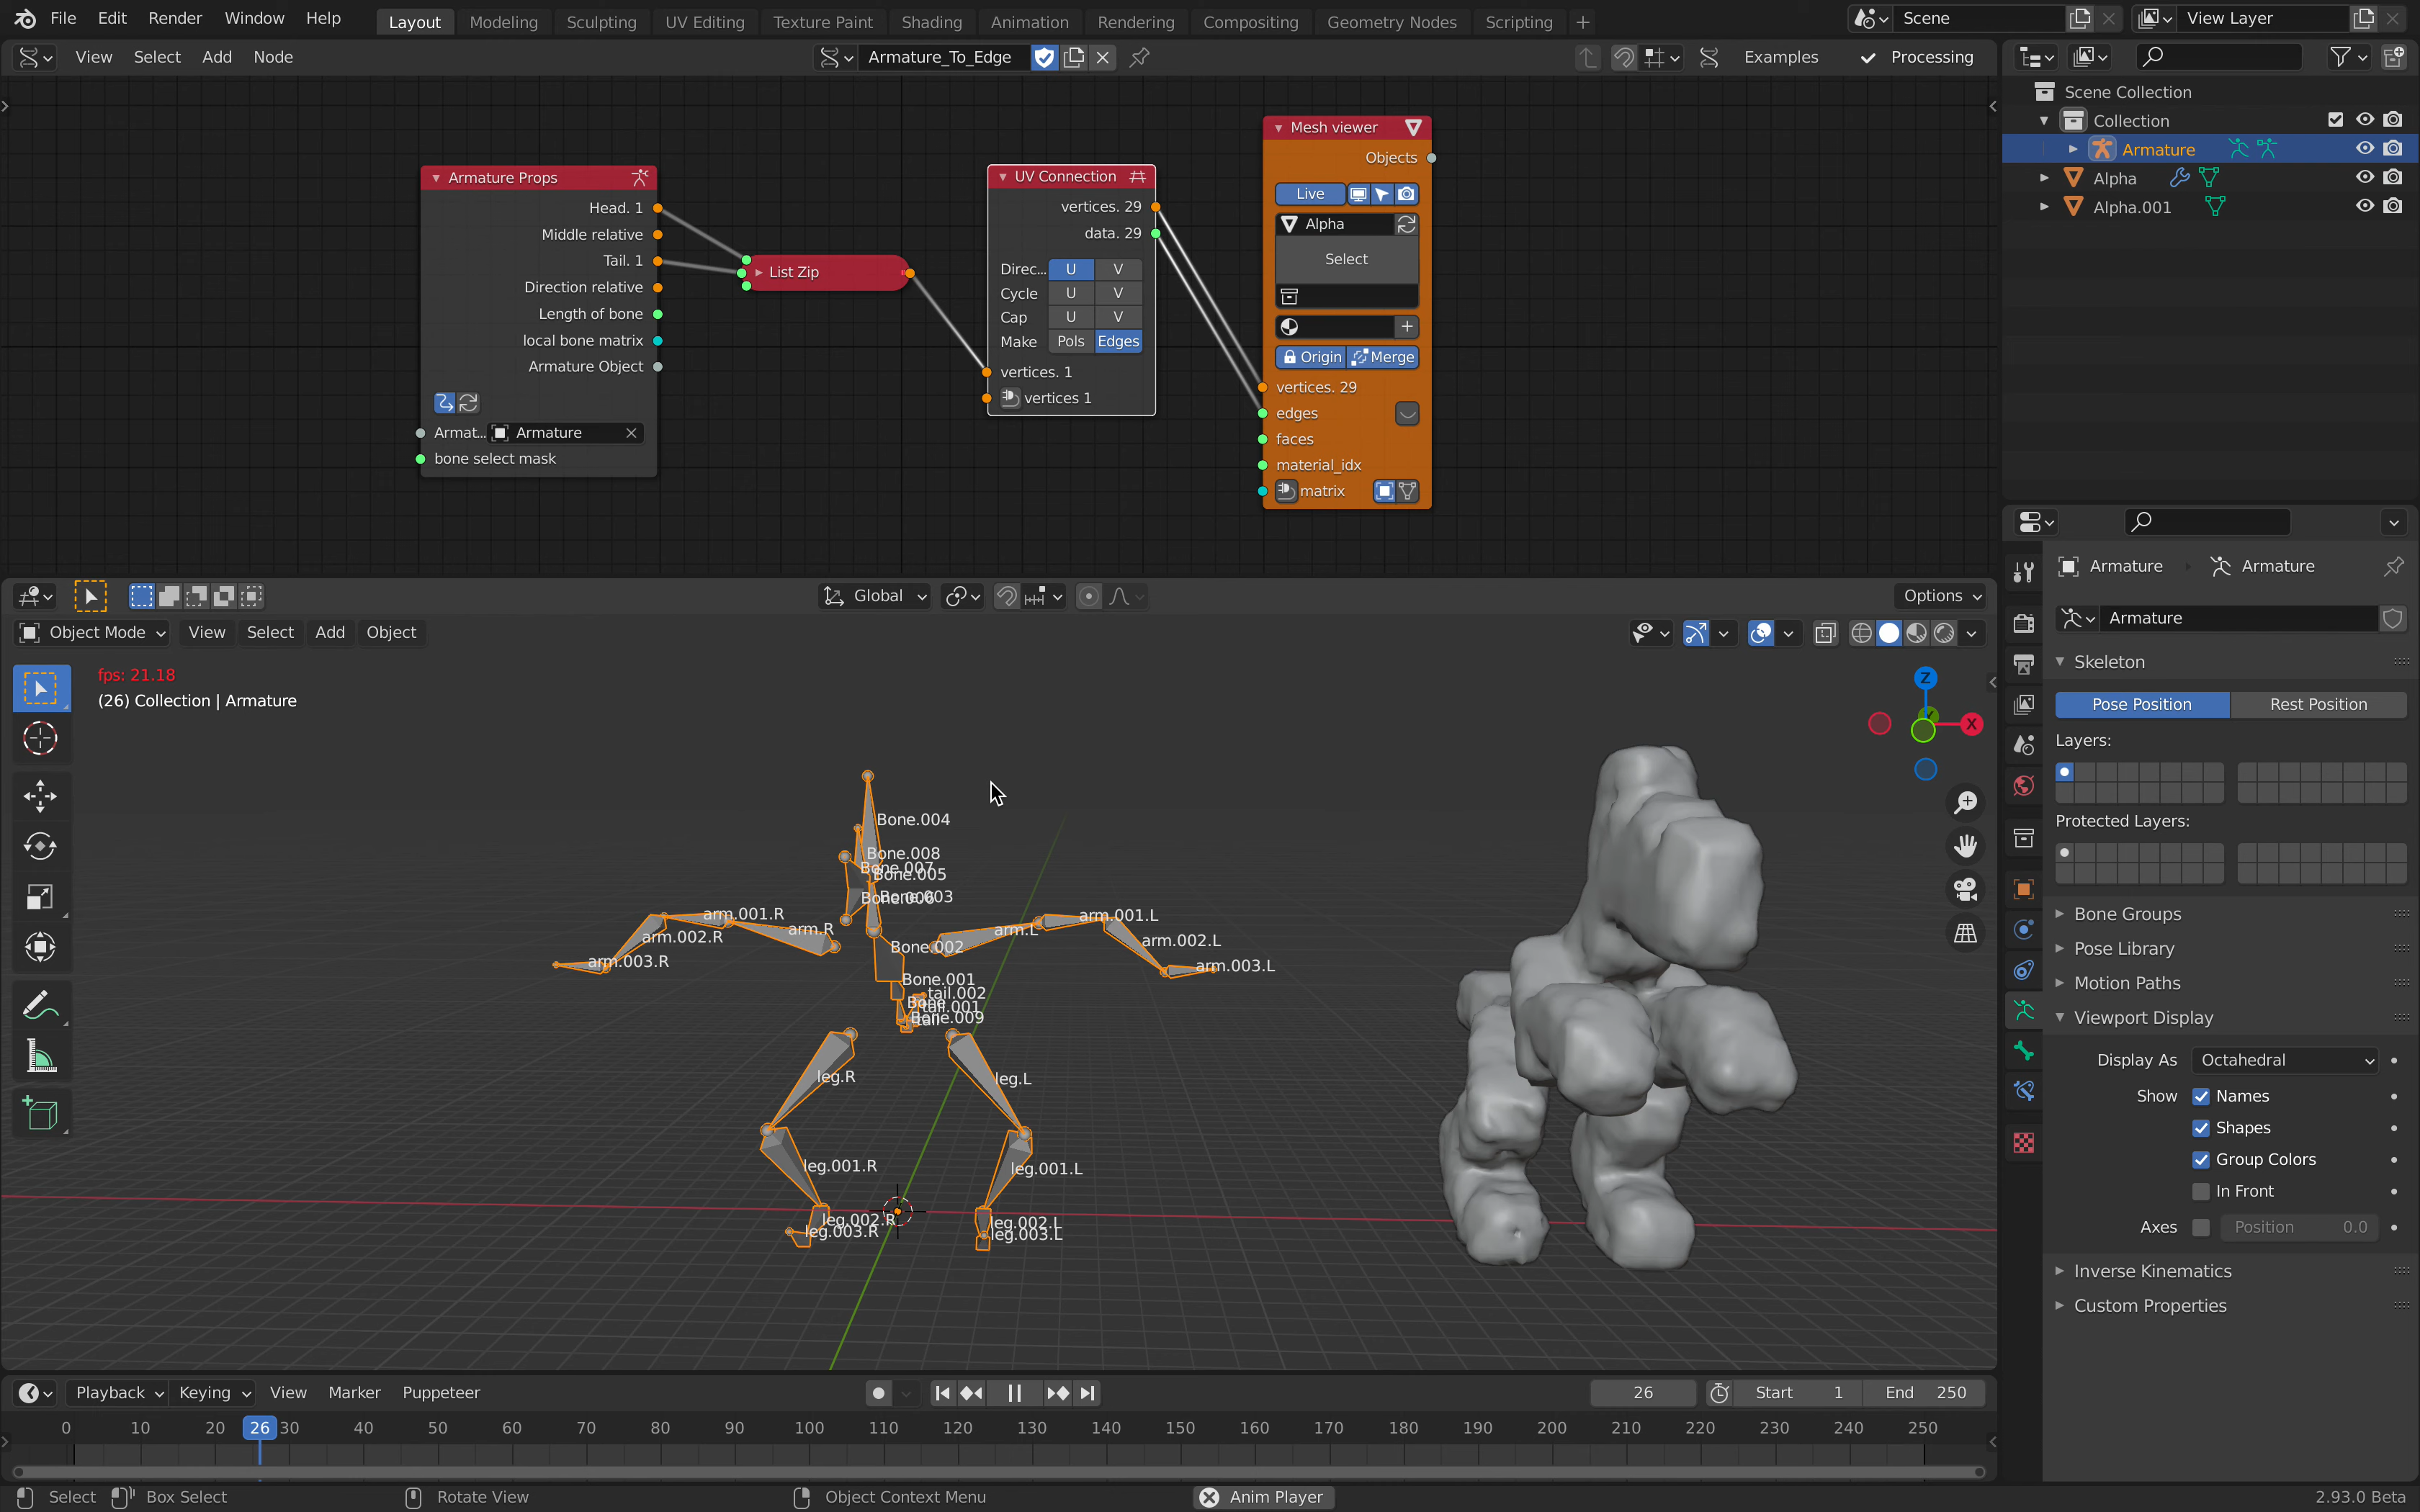 File Edit Render Window Help Layout Modeling Sculpting UV Editing Texture Paint Shading Animation Rendering Compositing Geometry Nodes Scripting Scene View Layer
View Select Add Node Armature_To_Edge Examples Processing
Scene Collection
Collection
Armature
Alpha
Alpha.001
Armature Props
Head. 1
Middle relative
Tail. 1
Direction relative
Length of bone
local bone matrix
Armature Object
Armat... Armature
bone select mask
List Zip
UV Connection
vertices. 29
data. 29
Direc... U V
Cycle U V
Cap U V
Make Pols Edges
vertices. 1
vertices 1
Mesh viewer
Objects
Live
Alpha
Select
Origin Merge
vertices. 29
edges
faces
material_idx
matrix
Global Options
Object Mode View Select Add Object
fps: 21.18
(26) Collection | Armature
Z
X
Bone.004
Bone.008
Bone.007
Bone.005
Bone.003
Bone.006
arm.001.R
arm.R
arm.002.R
arm.003.R
Bone.002
arm.L
arm.001.L
arm.002.L
arm.003.L
Bone.001
tail.002
Bone
tail.001
Bone.009
tail
leg.R
leg.L
leg.001.R
leg.001.L
leg.002.R
leg.003.R
leg.002.L
leg.003.L
Armature Armature
Armature
Skeleton
Pose Position Rest Position
Layers:
Protected Layers:
Bone Groups
Pose Library
Motion Paths
Viewport Display
Display As Octahedral
Show Names
Shapes
Group Colors
In Front
Axes Position 0.0
Inverse Kinematics
Custom Properties
Playback Keying View Marker Puppeteer 26 Start 1 End 250
0 10 20 26 30 40 50 60 70 80 90 100 110 120 130 140 150 160 170 180 190 200 210 220 230 240 250
Select Box Select Rotate View Object Context Menu Anim Player 2.93.0 Beta